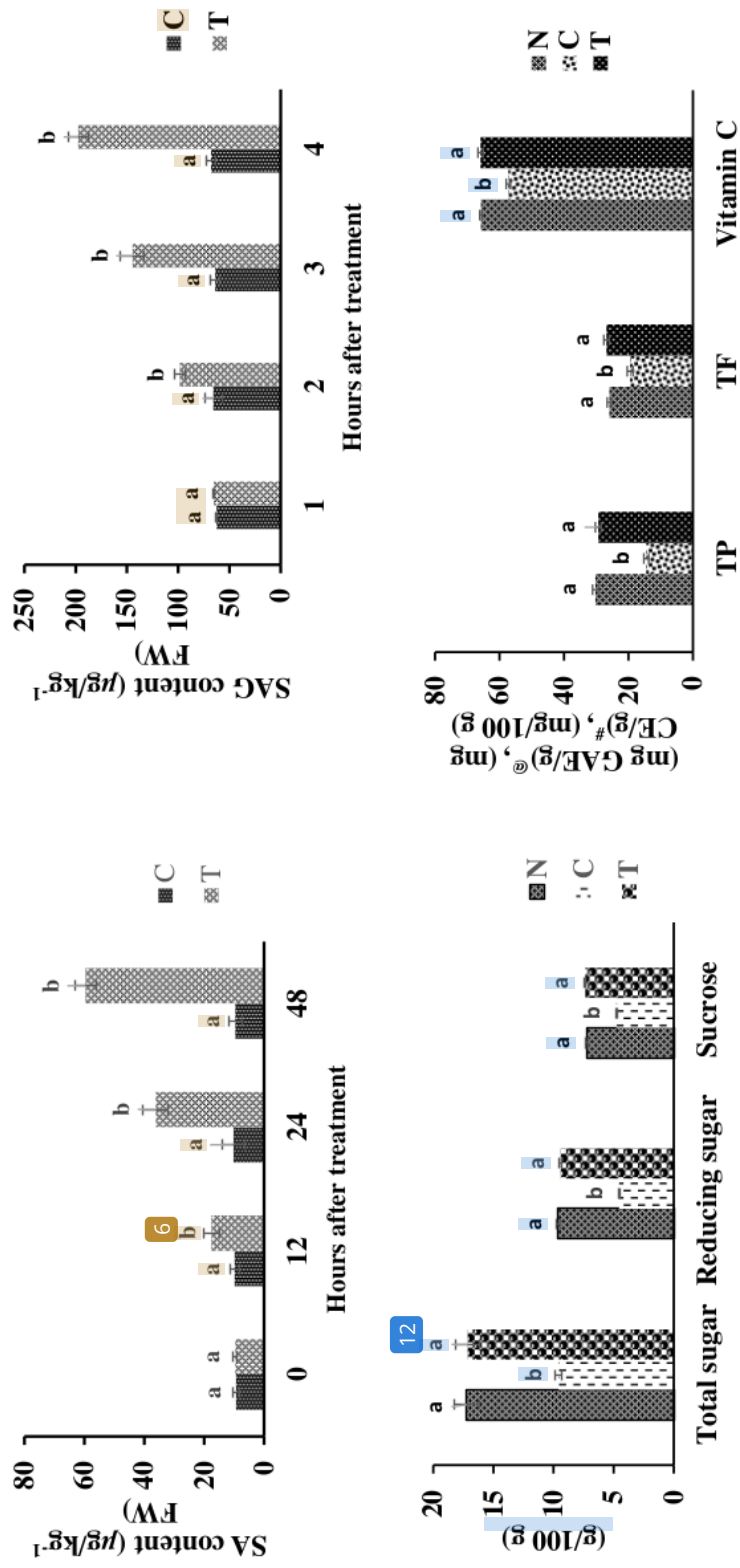 SA content (µg/kg⁻¹
FW)
80
60
40
20
0
a a
a b
a b
a b
6
0 12 24 48
Hours after treatment
C
T
SAG content (µg/kg⁻¹
FW)
250
200
150
100
50
0
a a
a b
a b
a b
1 2 3 4
Hours after treatment
C
T
(g/100 g)
20
15
10
5
0
a b a
a b a
a b a
12
Total sugar Reducing sugar Sucrose
N
C
T
(mg GAE/g)@, (mg
CE/g)#, (mg/100 g)
80
60
40
20
0
a b a
a b a
a b a
TP TF Vitamin C
N
C
T